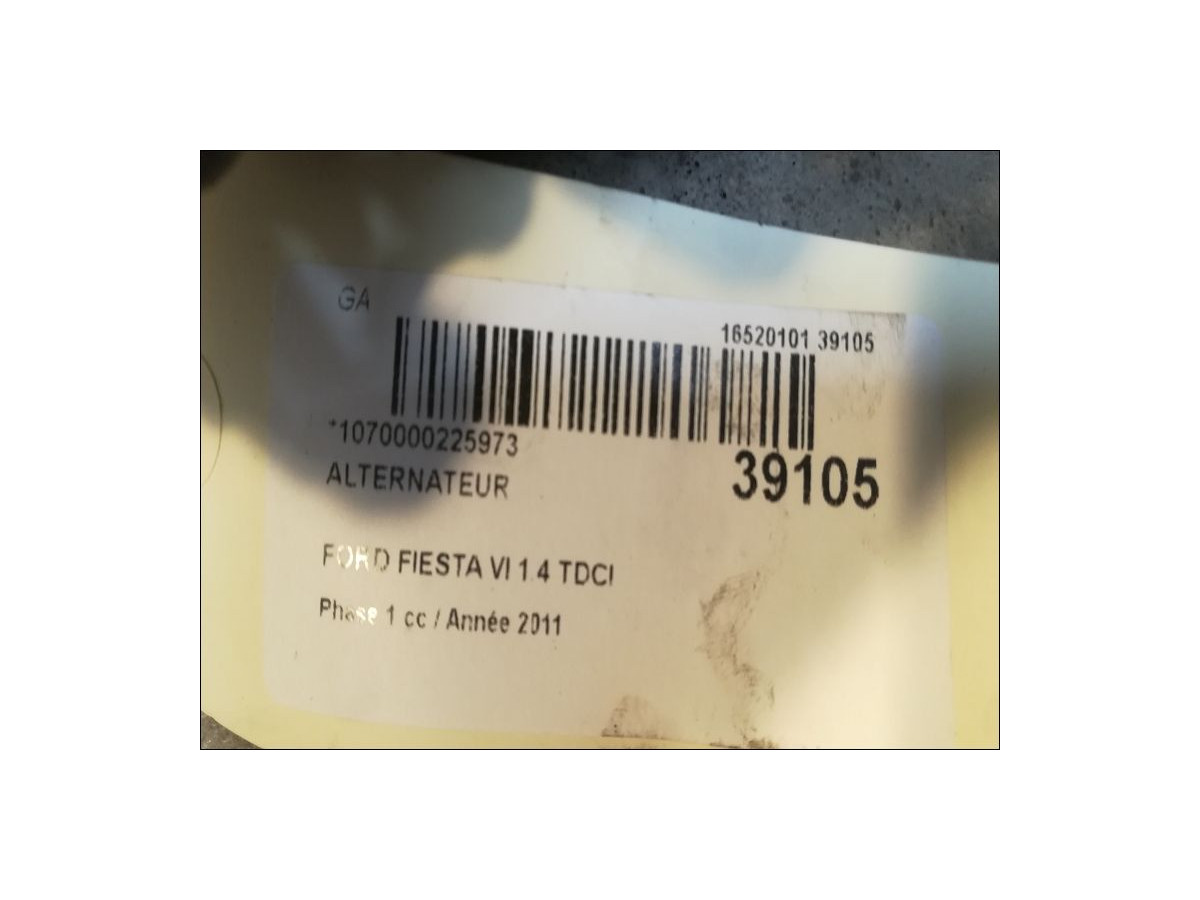 GA
16520101 39105
*1070000225973
39105
ALTERNATEUR
FORD FIESTA VI 1.4 TDCI
Phase 1 cc / Année 2011